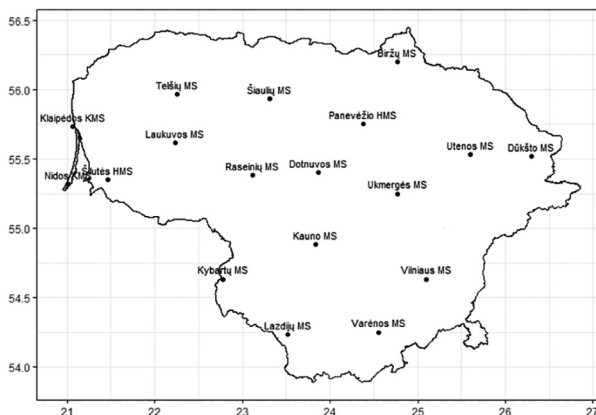 56.5
Biržų MS
56.0
Telšių MS
Šiaulių MS
Klaipėdos KMS
Panevėžio HMS
Laukuvos MS
Utenos MS
Dūkšto MS
55.5
Raseinių MS
Dotnuvos MS
Nidos KMS
Šilutės HMS
Ukmergės MS
55.0
Kauno MS
Kybartų MS
Vilniaus MS
54.5
Lazdijų MS
Varėnos MS
54.0
21 22 23 24 25 26 27